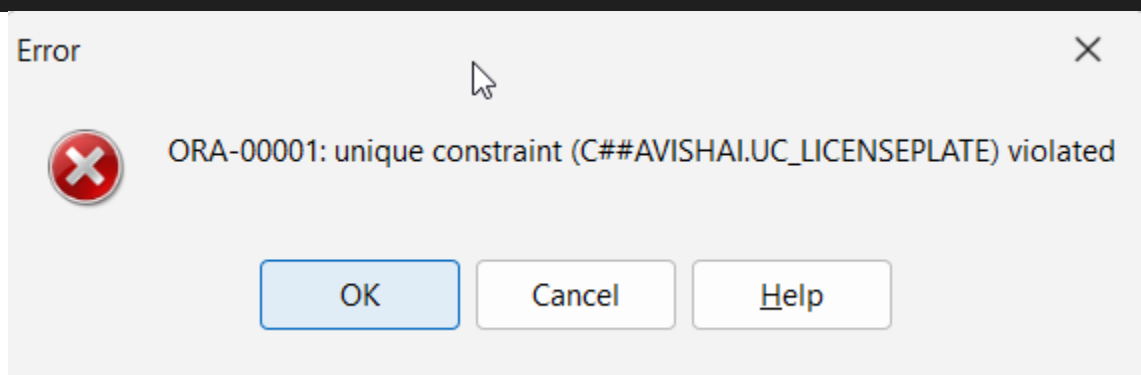 Error
ORA-00001: unique constraint (C##AVISHAI.UC_LICENSEPLATE) violated
OK
Cancel
Help